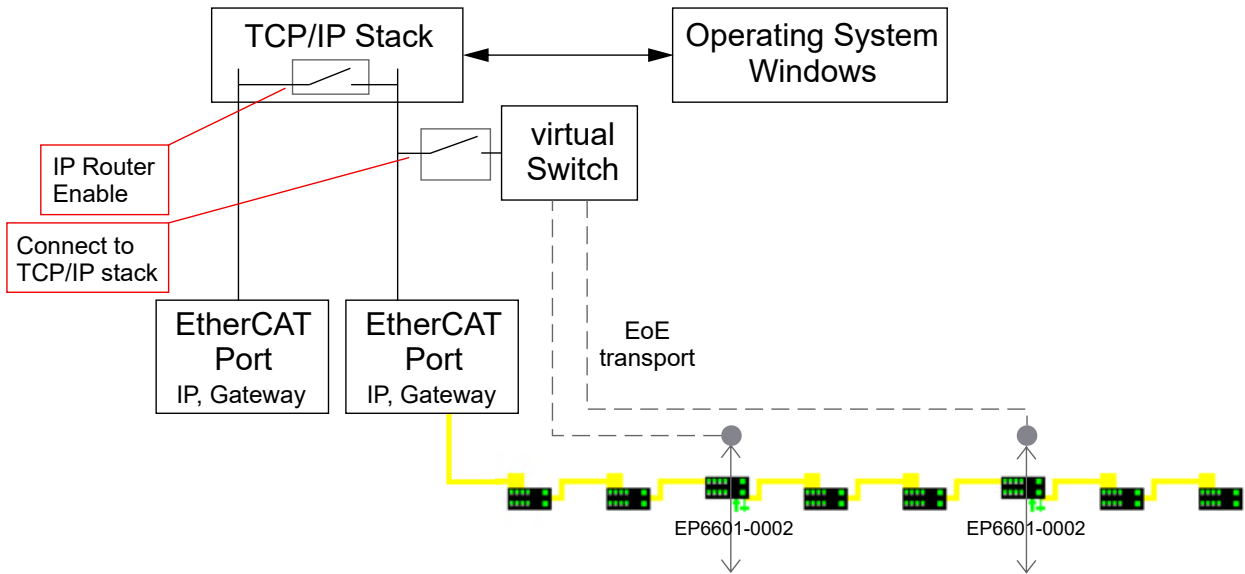 TCP/IP Stack
Operating System
Windows
virtual
Switch
IP Router
Enable
Connect to
TCP/IP stack
EtherCAT
Port
IP, Gateway
EtherCAT
Port
IP, Gateway
EoE
transport
EP6601-0002
EP6601-0002